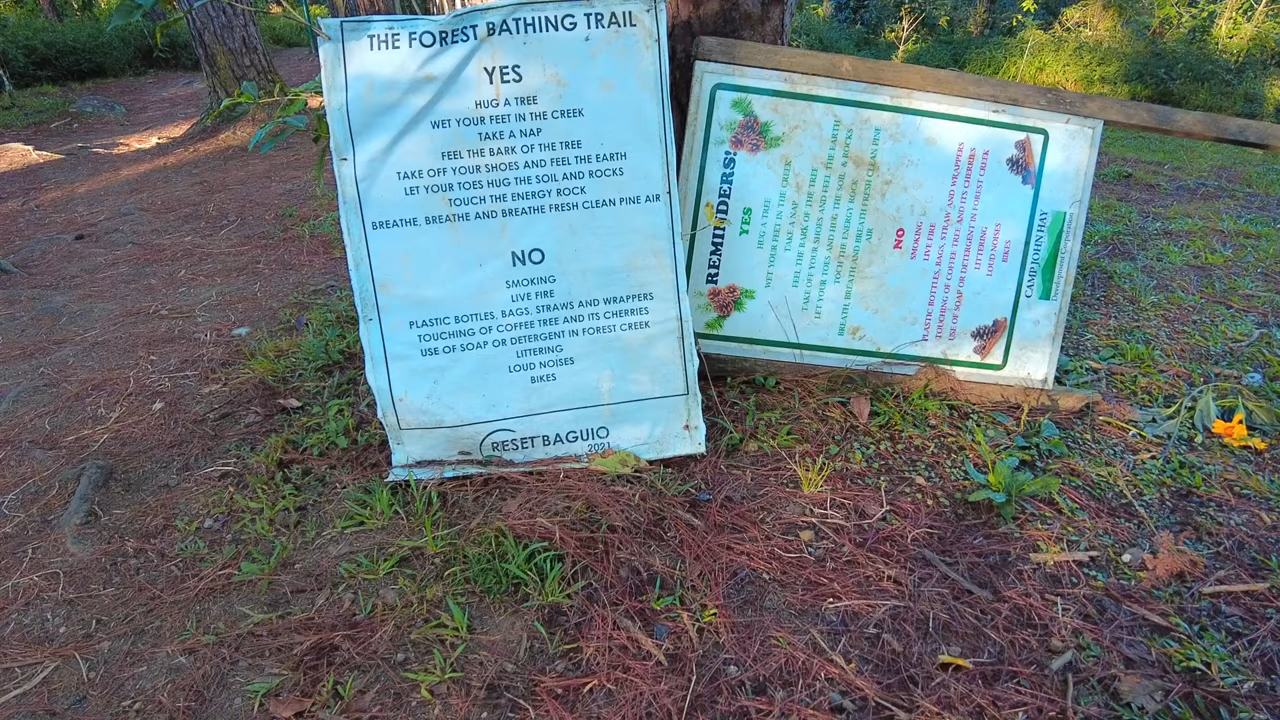 THE FOREST BATHING TRAIL
YES
HUG A TREE
WET YOUR FEET IN THE CREEK
TAKE A NAP
FEEL THE BARK OF THE TREE
TAKE OFF YOUR SHOES AND FEEL THE EARTH
LET YOUR TOES HUG THE SOIL AND ROCKS
TOUCH THE ENERGY ROCK
BREATHE, BREATHE AND BREATHE FRESH CLEAN PINE AIR
NO
SMOKING
LIVE FIRE
PLASTIC BOTTLES, BAGS, STRAWS AND WRAPPERS
TOUCHING OF COFFEE TREE AND ITS CHERRIES
USE OF SOAP OR DETERGENT IN FOREST CREEK
LITTERING
LOUD NOISES
BIKES
RESET BAGUIO
2021
REMINDERS!
YES
HUG A TREE
WET YOUR FEET IN THE CREEK
TAKE A NAP
FEEL THE BARK OF THE TREE
TAKE OFF YOUR SHOES AND FEEL THE EARTH
LET YOUR TOES AND HUG THE SOIL & ROCKS
TOCH THE ENERGY ROCK
BREATH, BREATH AND BREATH FRESH CLEAN PINE
AIR
NO
SMOKING
LIVE FIRE
PLASTIC BOTTLES, BAGS, STRAW AND WRAPPERS
TOUCHING OF COFFEE TREE AND ITS CHERRIES
USE OF SOAP OR DETERGENT IN FOREST CREEK
LITTERING
LOUD NOISES
BIKES
CAMP JOHN HAY
Development Corporation